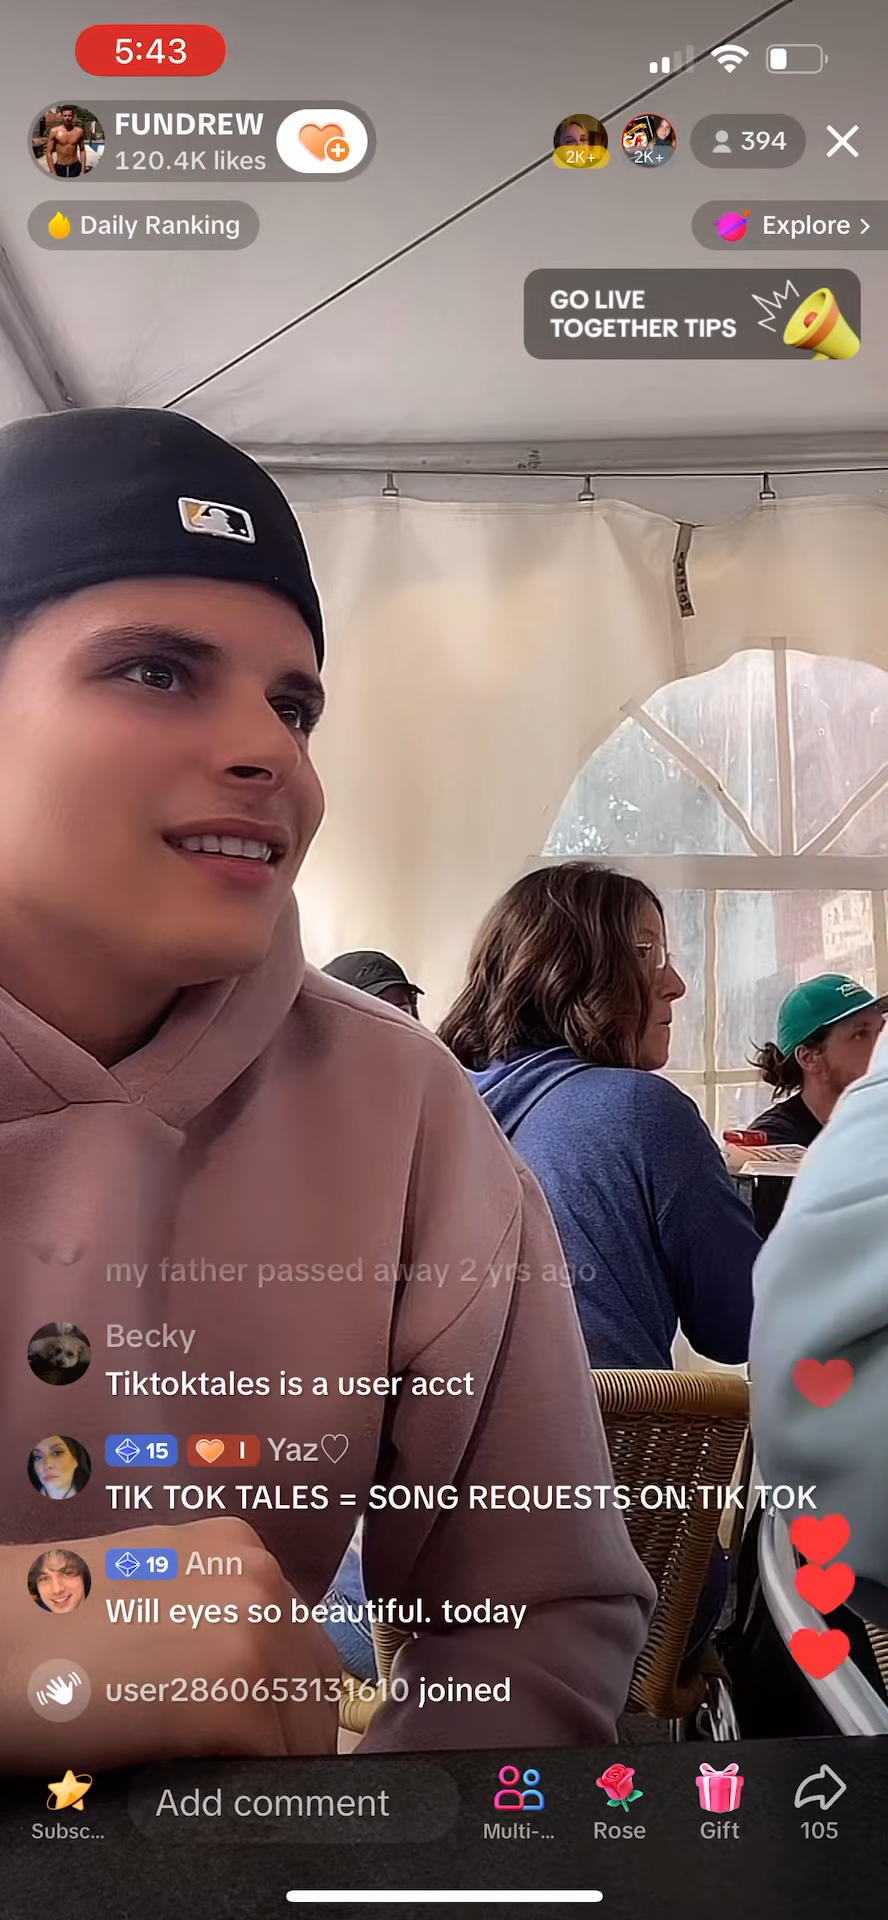 5:43
FUNDREW
120.4K likes
2K+
2K+
394
Daily Ranking
Explore >
GO LIVE
TOGETHER TIPS
my father passed away 2 yrs ago
Becky
Tiktoktales is a user acct
15 I Yaz♡
TIK TOK TALES = SONG REQUESTS ON TIK TOK
19 Ann
Will eyes so beautiful. today
user2860653131610 joined
Add comment
Subsc...
Multi-...
Rose
Gift
105